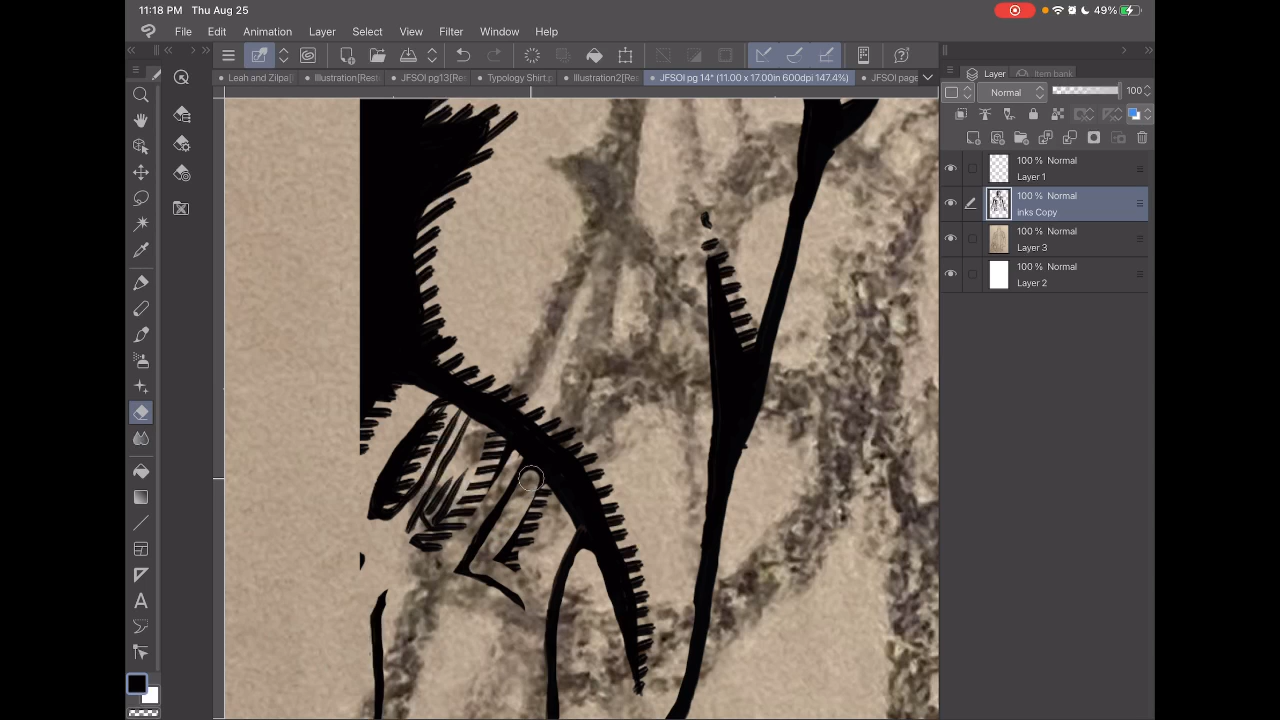 11:18 PM Thu Aug 25
49%
File Edit Animation Layer Select View Filter Window Help
Leah and Zilpa[ Illustration[Rest JFSOI pg13[Re: Typology Shirt. Illustration2[Re: JFSOI pg 14* (11.00 x 17.00in 600dpi 147.4%) JFSOI page
Layer Item bank
Normal 100
100 % Normal
Layer 1
100 % Normal
inks Copy
100 % Normal
Layer 3
100 % Normal
Layer 2
A